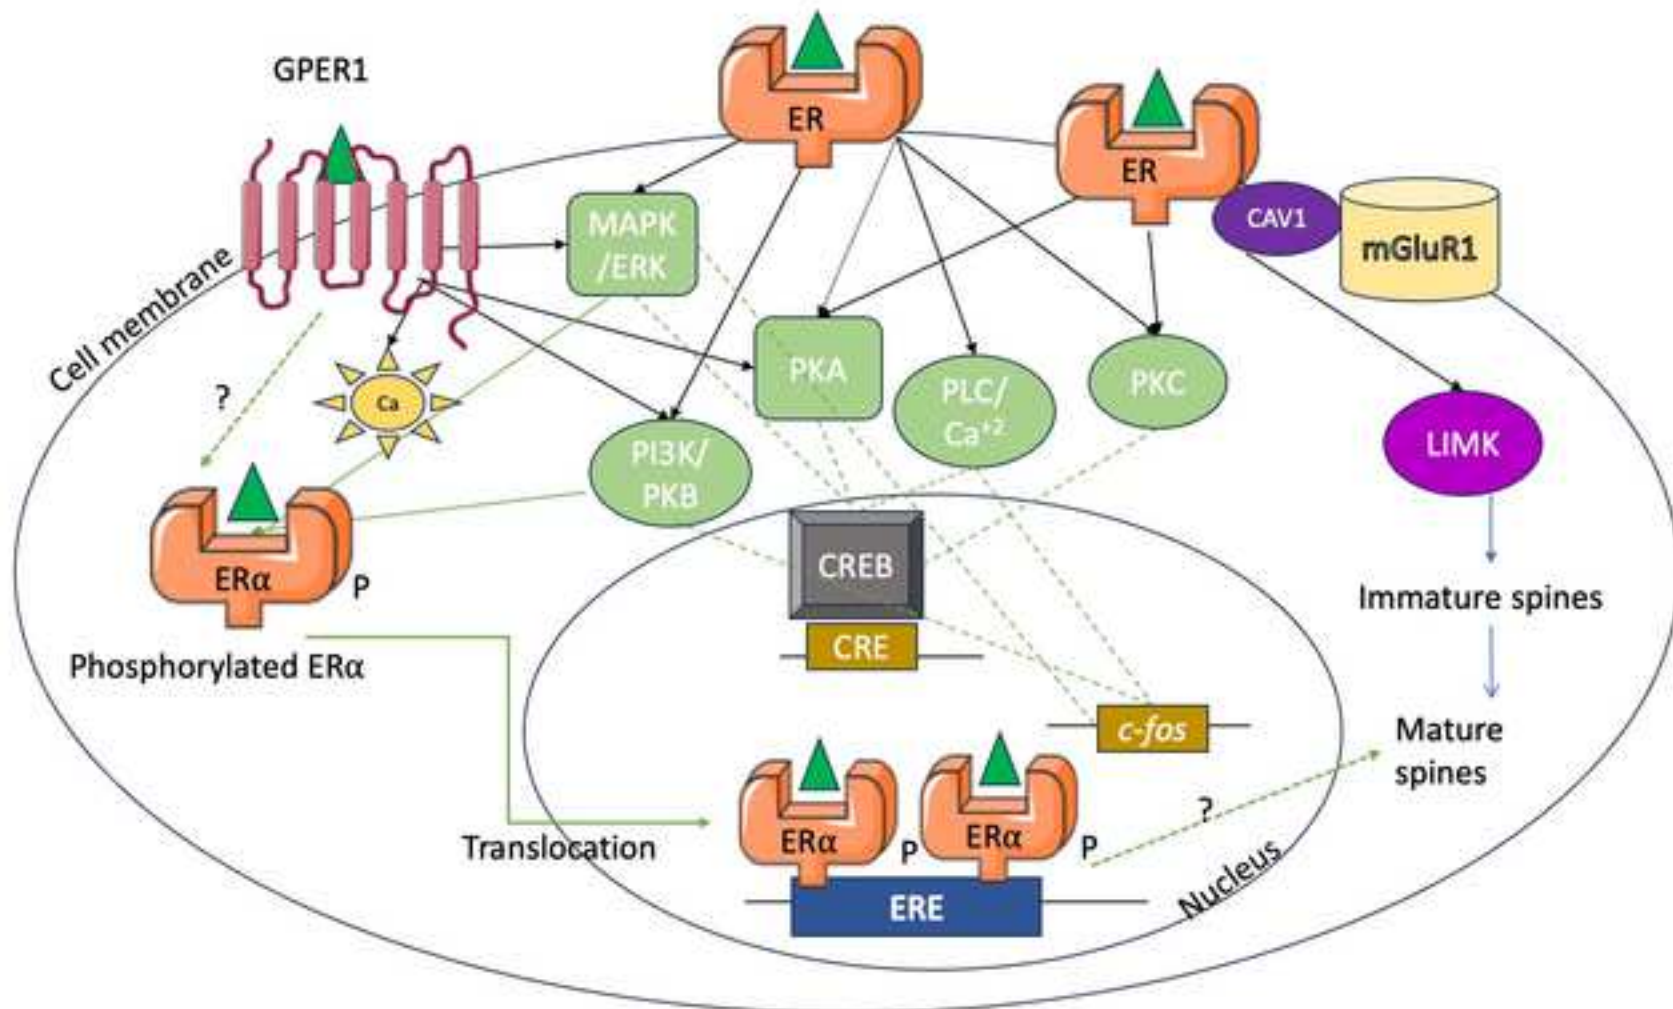 GPER1
ER
ER
CAV1
mGluR1
MAPK
/ERK
Cell membrane
PKA
PLC/
Ca+2
PKC
?
Ca
PI3K/
PKB
LIMK
ERα
P
Phosphorylated ERα
CREB
CRE
Immature spines
c-fos
Mature
spines
?
Translocation
ERα
P
ERα
P
ERE
Nucleus